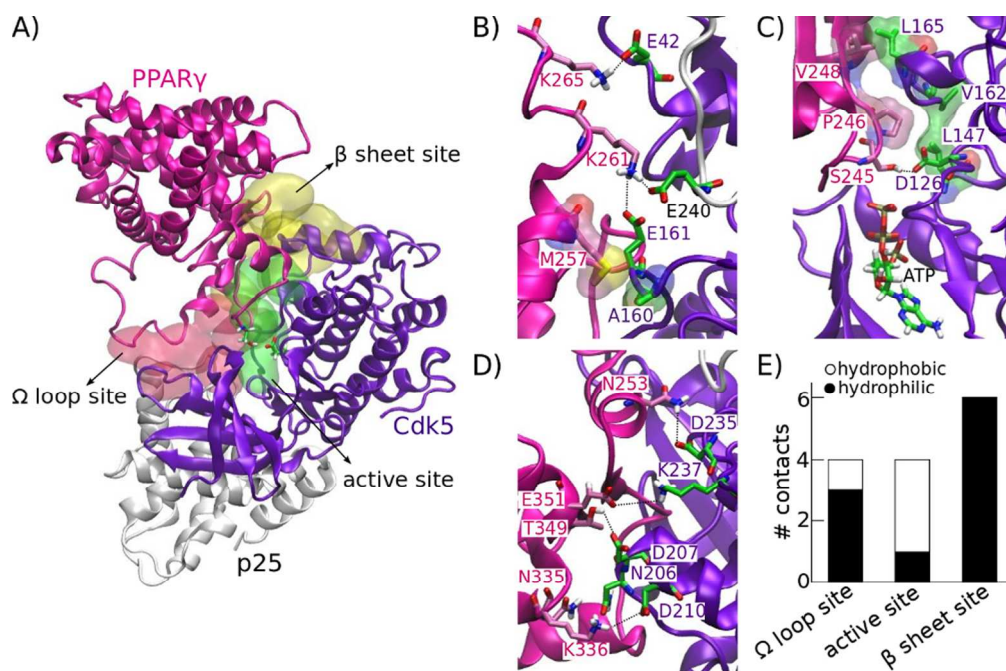 A)
PPARγ
β sheet site
Ω loop site
Cdk5
active site
p25
B)
E42
K265
K261
E240
E161
M257
A160
C)
L165
V248
V162
P246
L147
S245
D126
ATP
D)
N253
D235
K237
E351
T349
D207
N335
N206
D210
K336
E)
hydrophobic
hydrophilic
6
4
2
0
# contacts
Ω loop site
active site
β sheet site